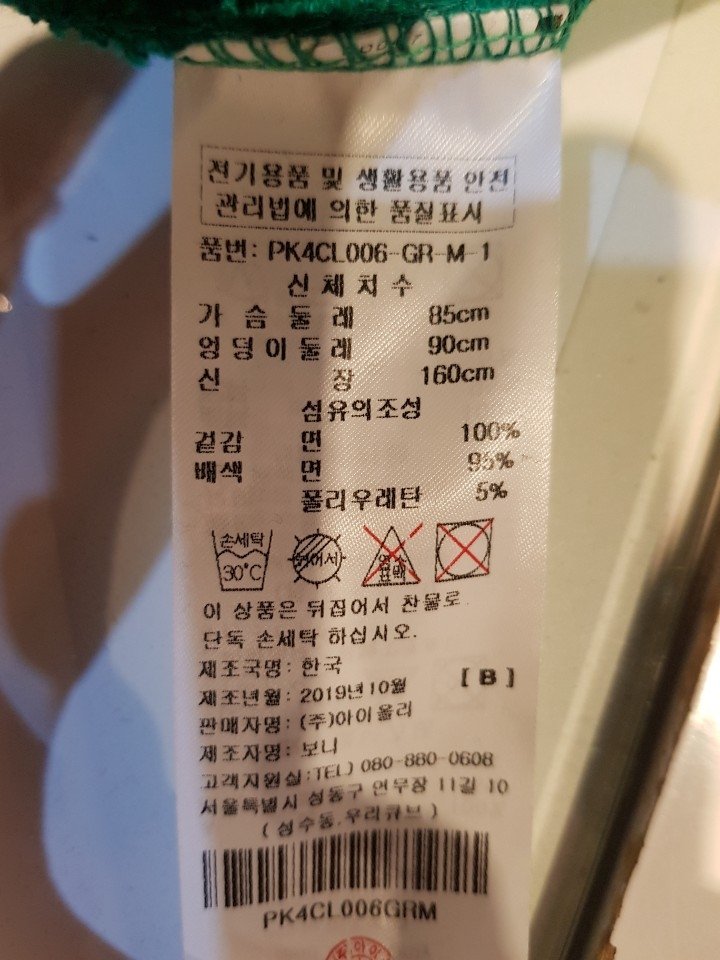 전기용품 및 생활용품 안전
관리법에 의한 품질표시
품번: PK4CL006-GR-M-1
신체치수
가슴둘레 85cm
엉덩이둘레 90cm
신장 160cm
섬유의조성
겉감 면 100%
배색 면 95%
폴리우레탄 5%
손세탁
30°C
뉘어서
염소
표백
이 상품은 뒤집어서 찬물로
단독 손세탁 하십시오.
제조국명: 한국
제조년월: 2019년10월 [ B ]
판매자명: (주)아이올리
제조자명: 보니
고객지원실:TEL) 080-880-0608
서울특별시 성동구 연무장 11길 10
( 성수동.우리큐브 )
PK4CL006GRM